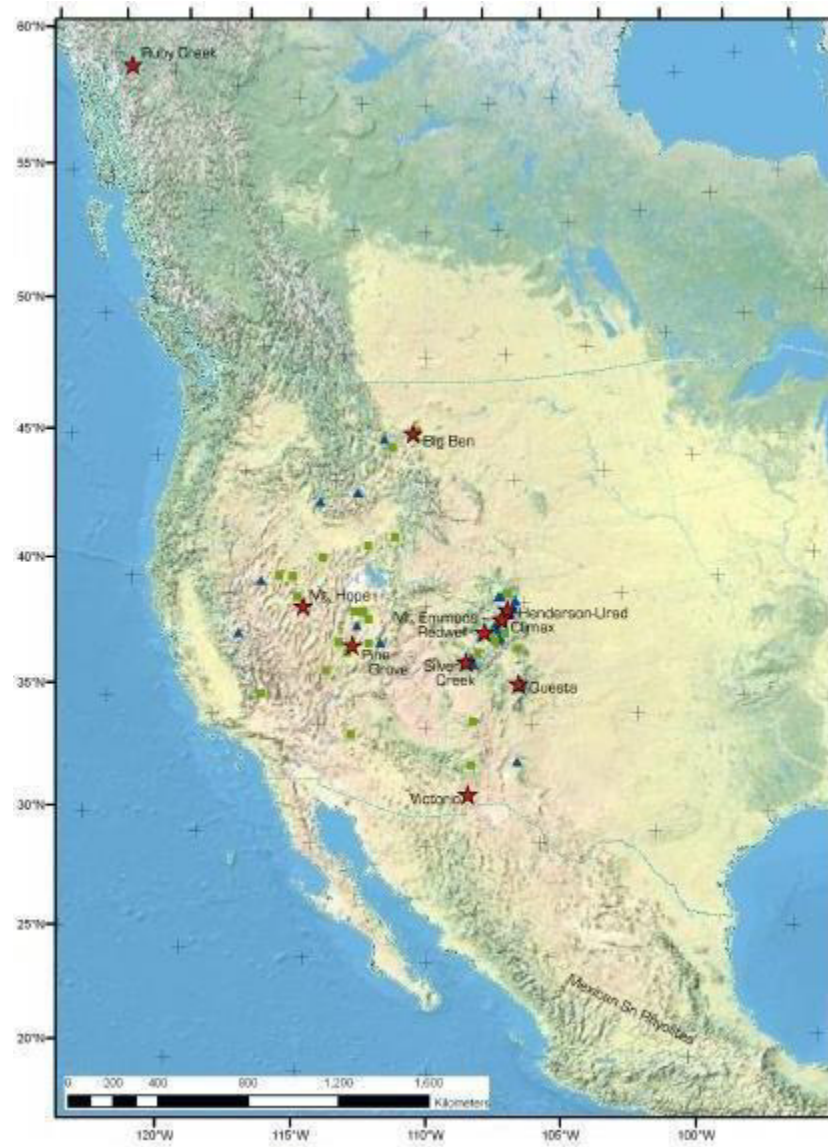 60°N
Ruby Creek
55°N
50°N
45°N
Big Ben
40°N
Mt. Hope
Mt. Emmons
Henderson-Urad
Redwell
Climax
Pine
Grove
Silver
Creek
35°N
Questa
Victorio
30°N
25°N
Mexican Sn Rhyolites
20°N
0 200 400 800 1,200 1,600
Kilometers
120°W 115°W 110°W 105°W 100°W